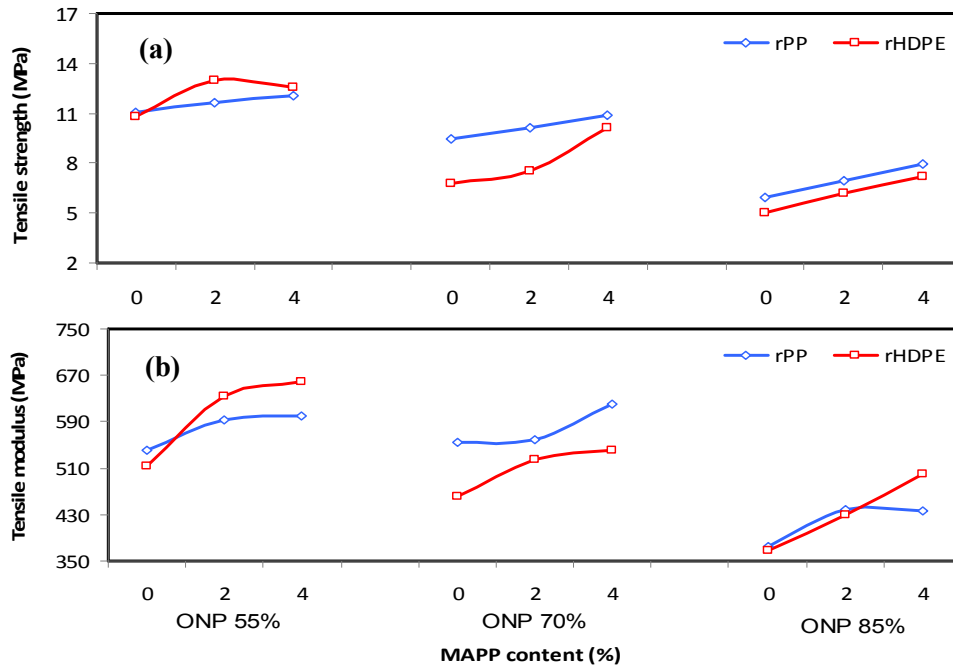 17
14
11
8
5
2
Tensile strength (MPa)
(a)
rPP
rHDPE
0 2 4 0 2 4 0 2 4
750
670
590
510
430
350
Tensile modulus (MPa)
(b)
rPP
rHDPE
0 2 4 0 2 4 0 2 4
ONP 55% ONP 70% ONP 85%
MAPP content (%)